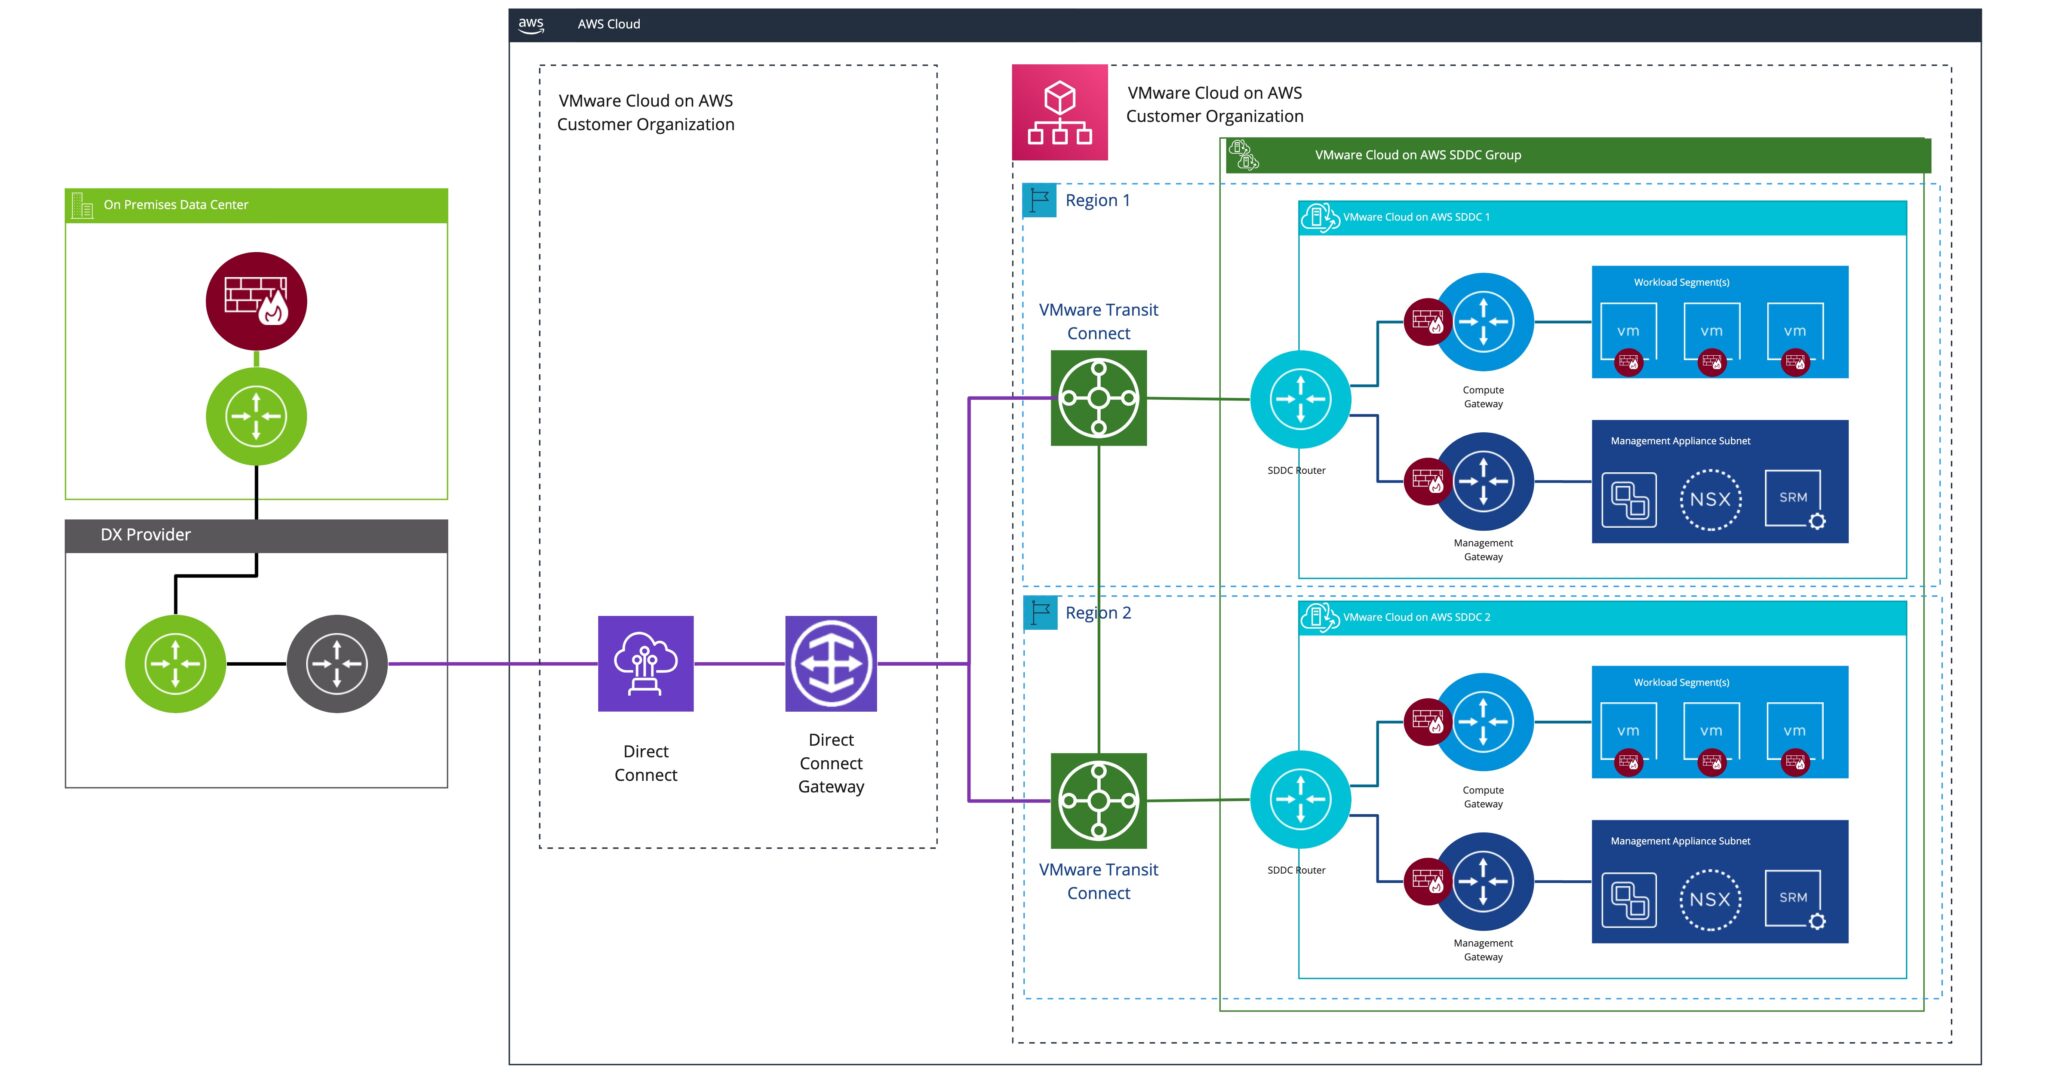 aws
AWS Cloud
VMware Cloud on AWS
Customer Organization
VMware Cloud on AWS
Customer Organization
VMware Cloud on AWS SDDC Group
On Premises Data Center
DX Provider
Direct
Connect
Direct
Connect
Gateway
Region 1
VMware Transit
Connect
VMware Cloud on AWS SDDC 1
SDDC Router
Compute
Gateway
Workload Segment(s)
vm
vm
vm
Management
Gateway
Management Appliance Subnet
NSX
SRM
Region 2
VMware Transit
Connect
VMware Cloud on AWS SDDC 2
SDDC Router
Compute
Gateway
Workload Segment(s)
vm
vm
vm
Management
Gateway
Management Appliance Subnet
NSX
SRM